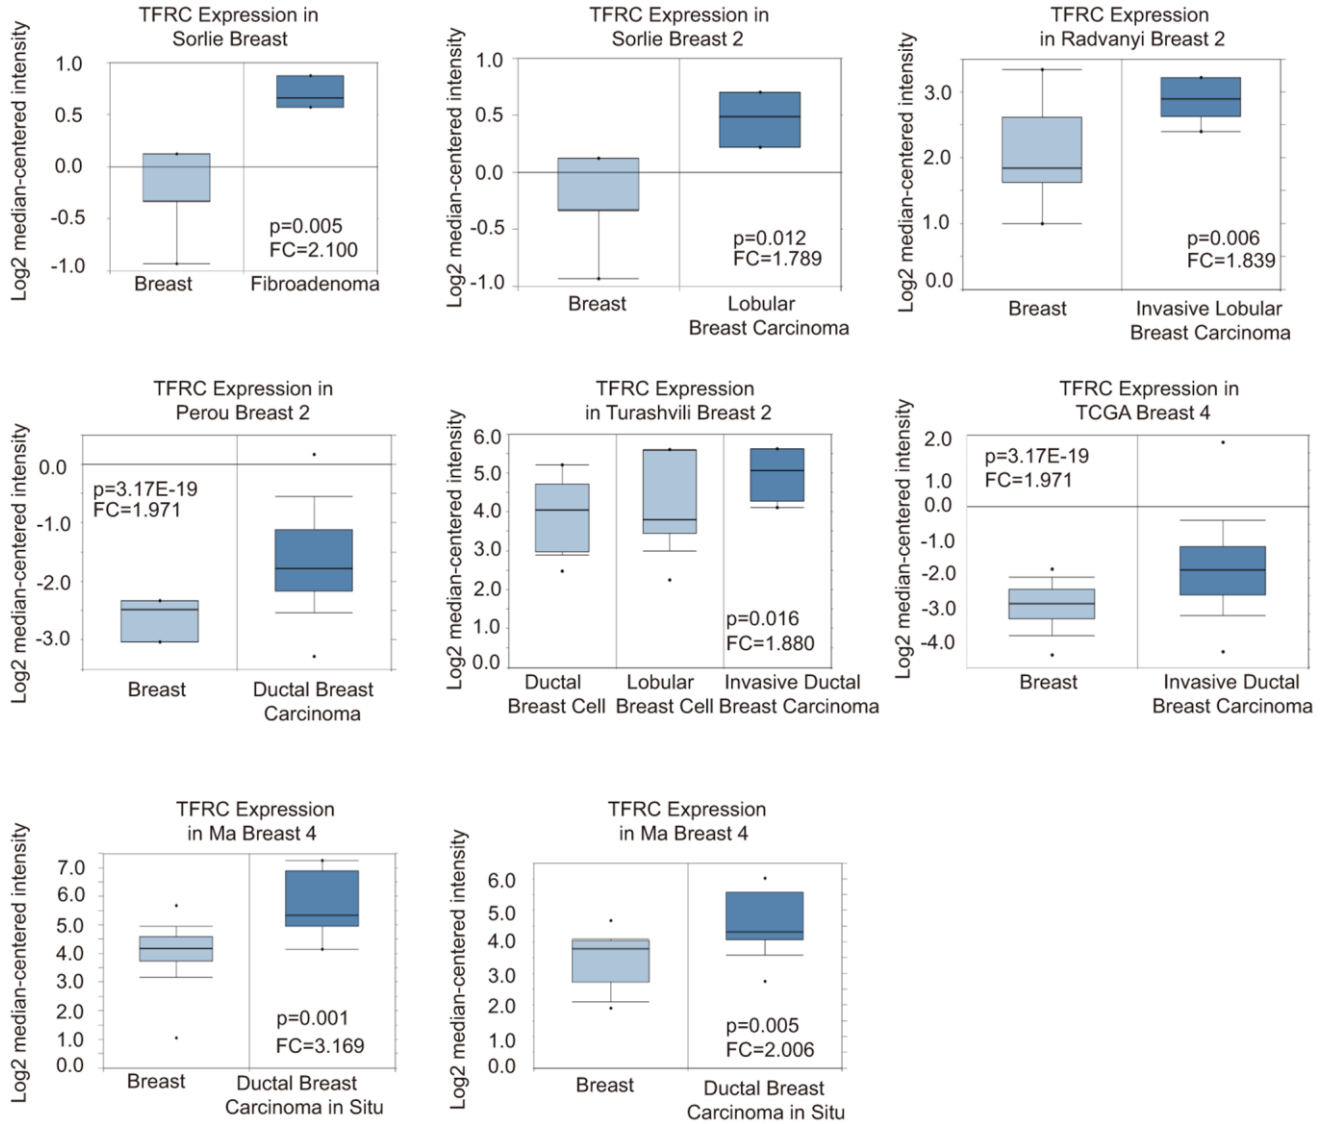 TFRC Expression in
Sorlie Breast
Log2 median-centered intensity
1.0
0.5
0.0
-0.5
-1.0
p=0.005
FC=2.100
Breast
Fibroadenoma
TFRC Expression in
Sorlie Breast 2
Log2 median-centered intensity
1.0
0.5
0.0
-0.5
-1.0
p=0.012
FC=1.789
Breast
Lobular
Breast Carcinoma
TFRC Expression
in Radvanyi Breast 2
Log2 median-centered intensity
3.0
2.0
1.0
0.0
p=0.006
FC=1.839
Breast
Invasive Lobular
Breast Carcinoma
TFRC Expression in
Perou Breast 2
Log2 median-centered intensity
0.0
-1.0
-2.0
-3.0
p=3.17E-19
FC=1.971
Breast
Ductal Breast
Carcinoma
TFRC Expression
in Turashvili Breast 2
Log2 median-centered intensity
6.0
5.0
4.0
3.0
2.0
1.0
0.0
p=0.016
FC=1.880
Ductal
Breast Cell
Lobular
Breast Cell
Invasive Ductal
Breast Carcinoma
TFRC Expression in
TCGA Breast 4
Log2 median-centered intensity
2.0
1.0
0.0
-1.0
-2.0
-3.0
-4.0
p=3.17E-19
FC=1.971
Breast
Invasive Ductal
Breast Carcinoma
TFRC Expression
in Ma Breast 4
Log2 median-centered intensity
7.0
6.0
5.0
4.0
3.0
2.0
1.0
0.0
p=0.001
FC=3.169
Breast
Ductal Breast
Carcinoma in Situ
TFRC Expression
in Ma Breast 4
Log2 median-centered intensity
6.0
5.0
4.0
3.0
2.0
1.0
0.0
p=0.005
FC=2.006
Breast
Ductal Breast
Carcinoma in Situ